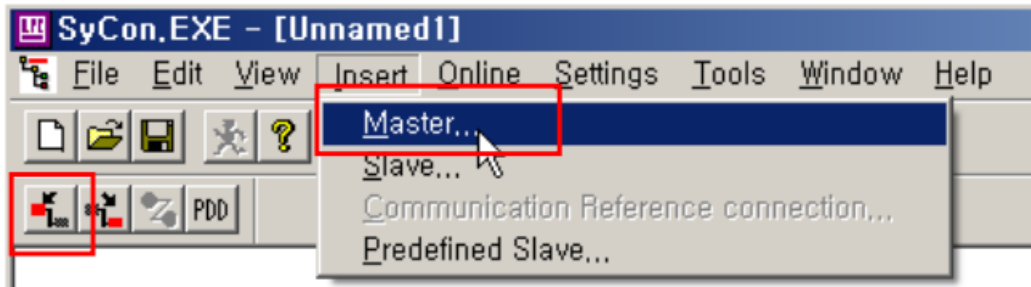 SyCon.EXE - [Unnamed1]
File Edit View Insert Online Settings Tools Window Help
Master...
Slave...
Communication Reference connection...
Predefined Slave...
PDD